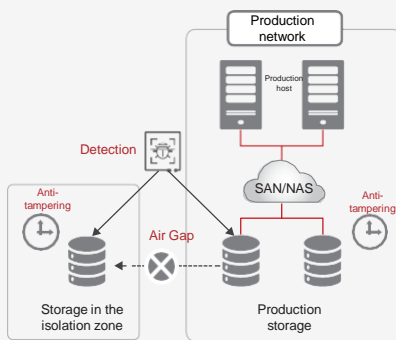 Production
network
Production
host
Detection
SAN/NAS
Anti-
tampering
Anti-
tampering
Air Gap
Storage in the
isolation zone
Production
storage